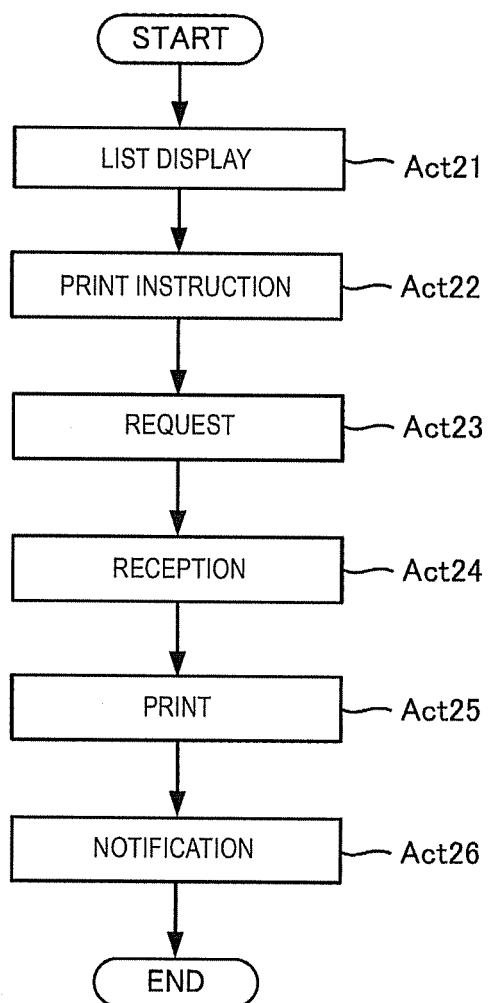 START
LIST DISPLAY
Act21
PRINT INSTRUCTION
Act22
REQUEST
Act23
RECEPTION
Act24
PRINT
Act25
NOTIFICATION
Act26
END